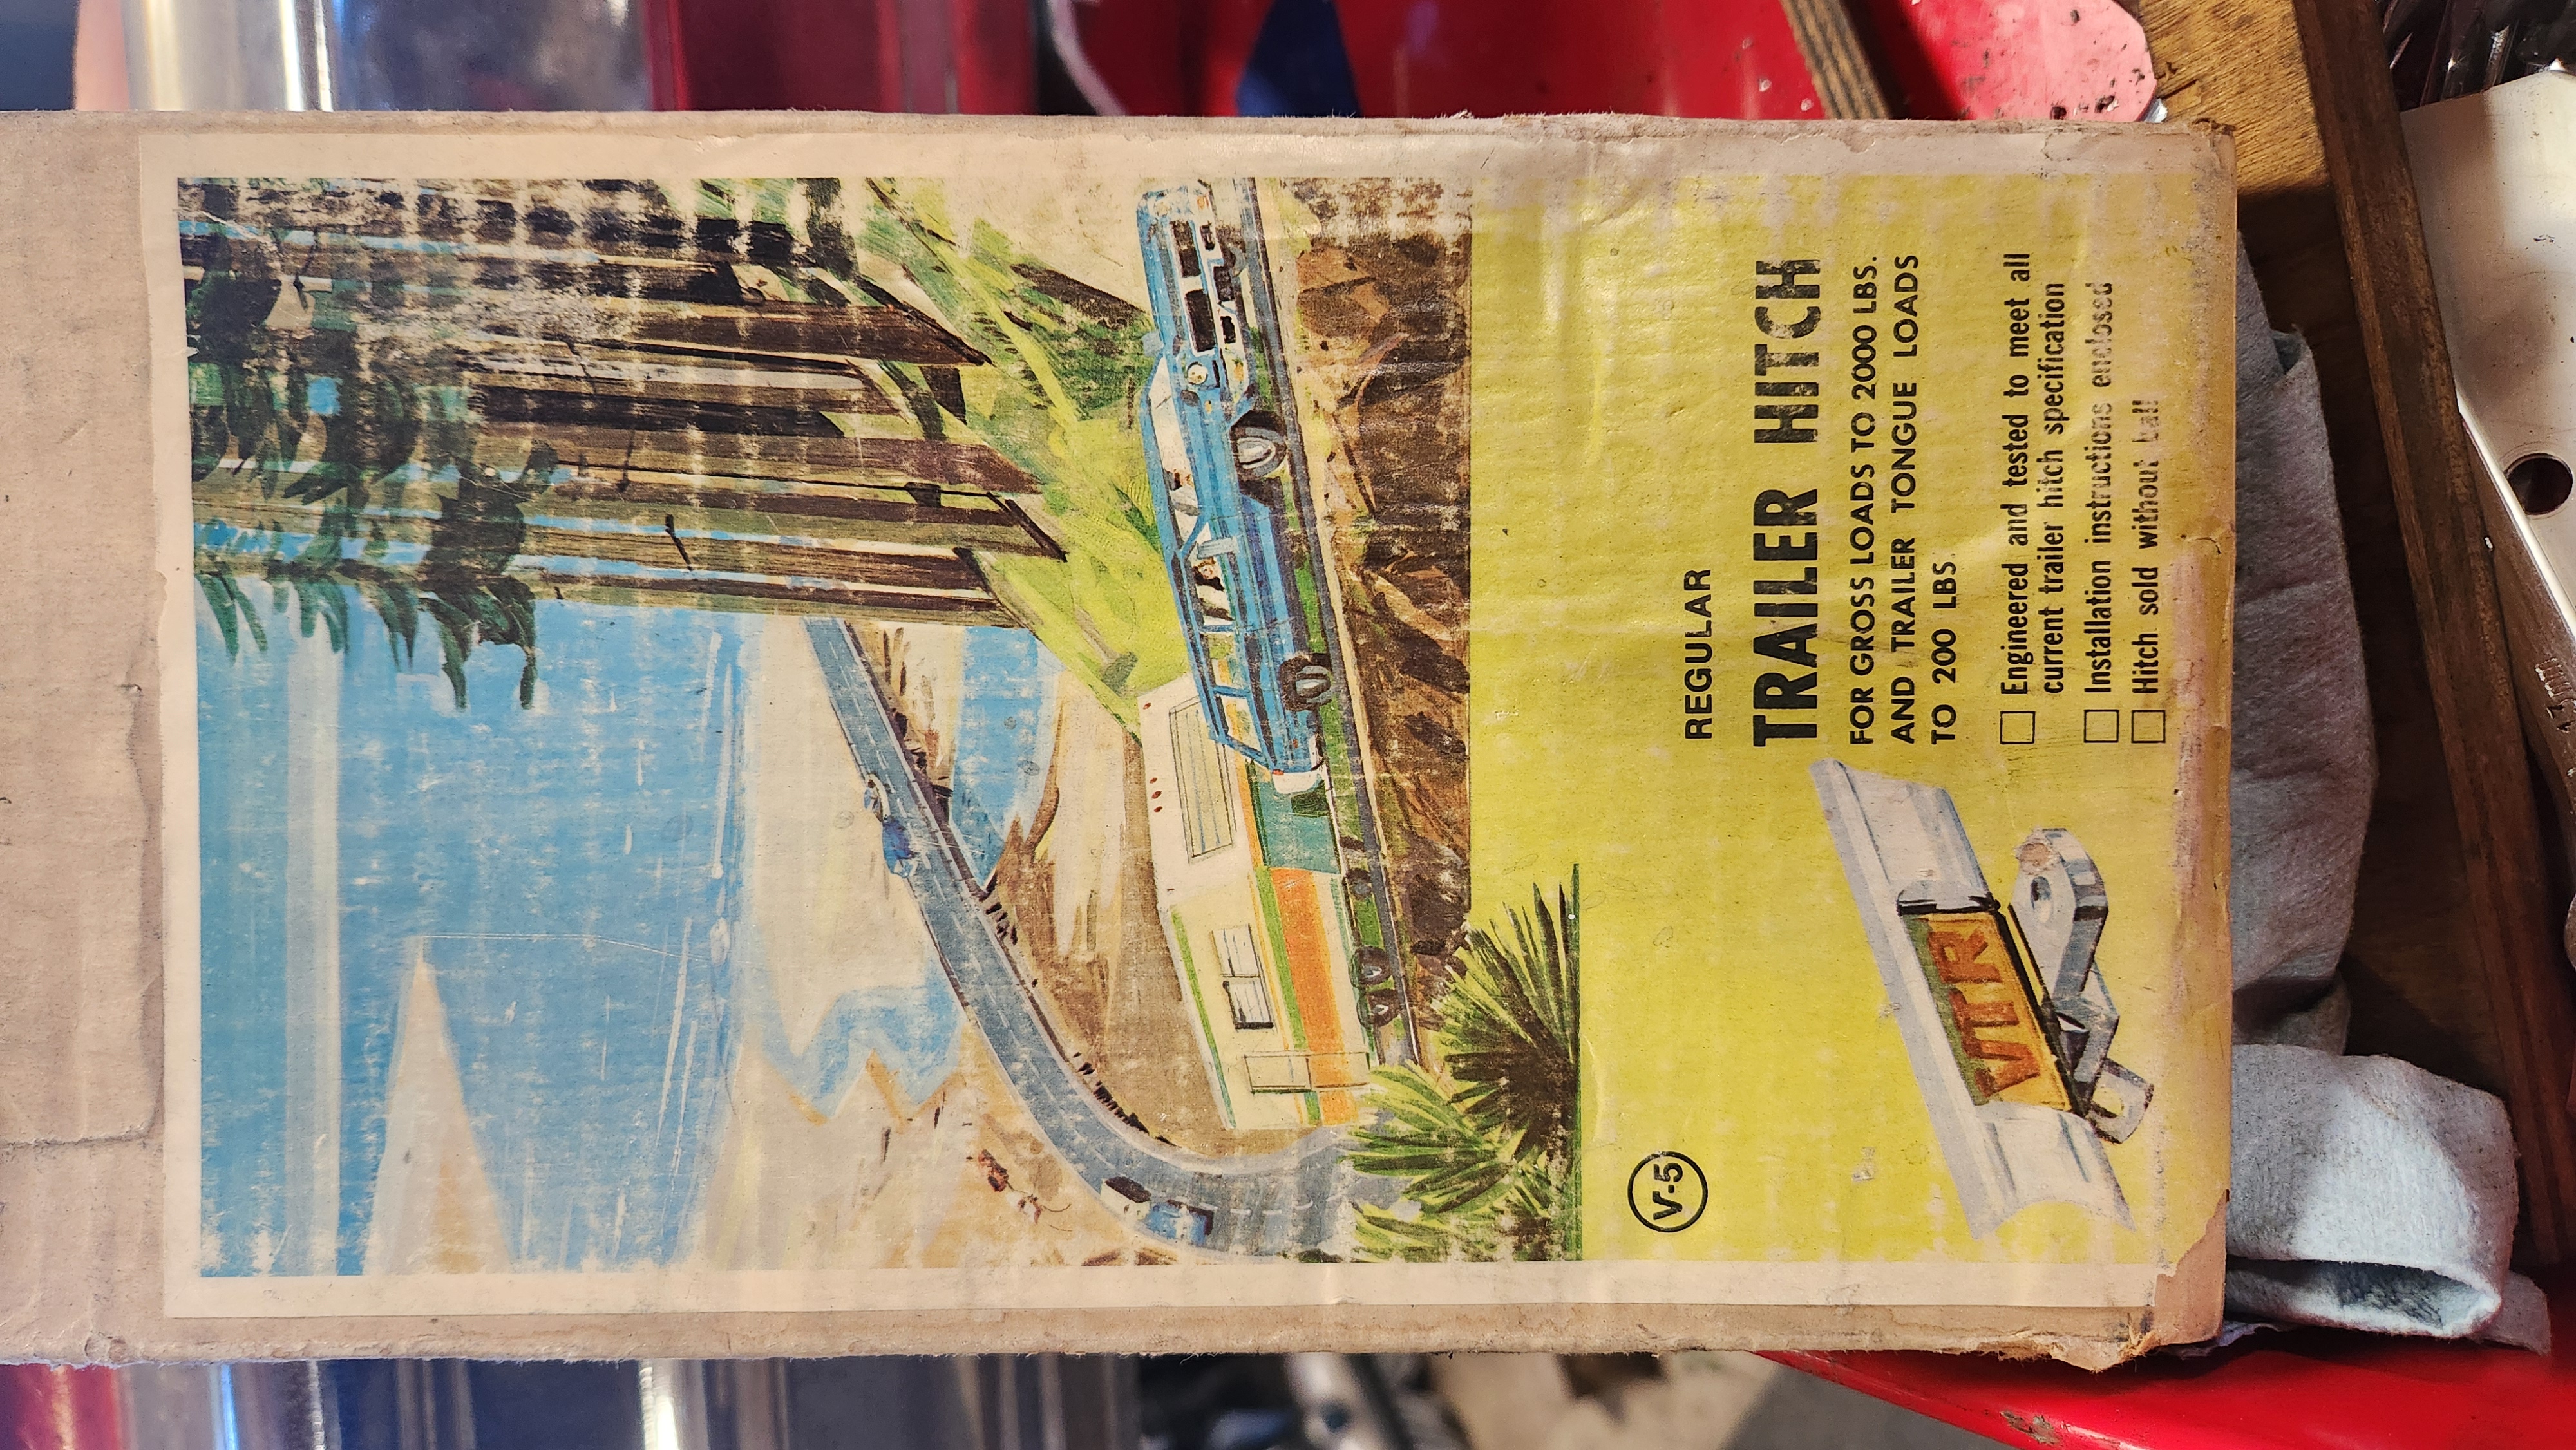 REGULAR
TRAILER HITCH
FOR GROSS LOADS TO 2000 LBS.
AND TRAILER TONGUE LOADS
TO 200 LBS.
Engineered and tested to meet all
current trailer hitch specification
Installation instructions enclosed
Hitch sold without ball
V-5
VTR